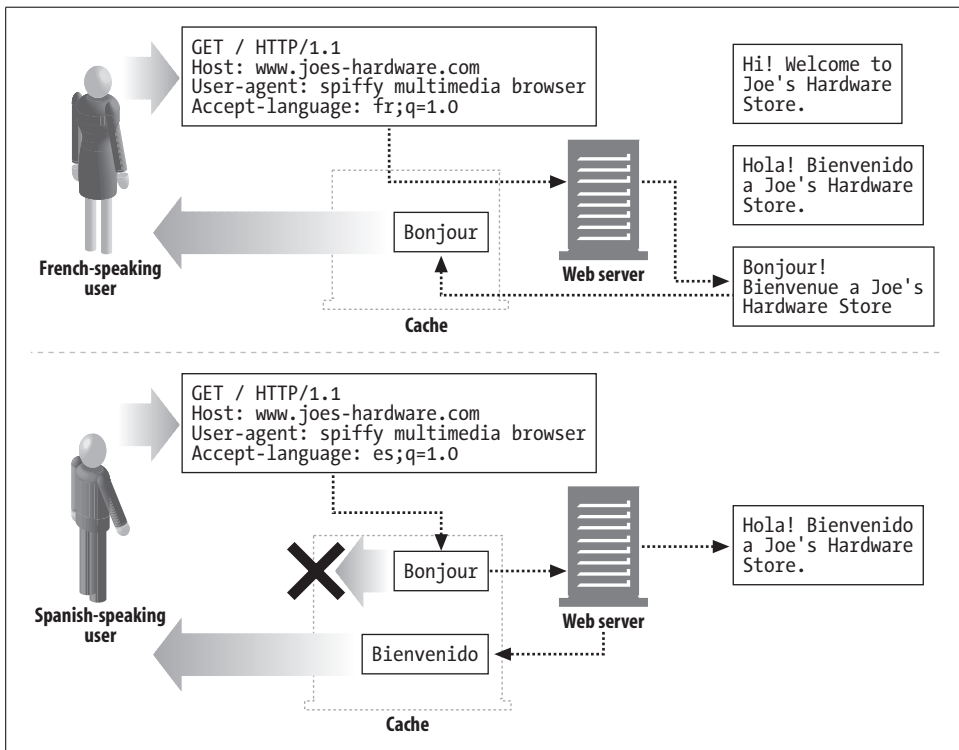 GET / HTTP/1.1
Host: www.joes-hardware.com
User-agent: spiffy multimedia browser
Accept-language: fr;q=1.0
Hi! Welcome to
Joe's Hardware
Store.
Hola! Bienvenido
a Joe's Hardware
Store.
Bonjour
French-speaking
user
Web server
Bonjour!
Bienvenue a Joe's
Hardware Store
Cache
GET / HTTP/1.1
Host: www.joes-hardware.com
User-agent: spiffy multimedia browser
Accept-language: es;q=1.0
Hola! Bienvenido
a Joe's Hardware
Store.
Bonjour
Spanish-speaking
user
Web server
Bienvenido
Cache